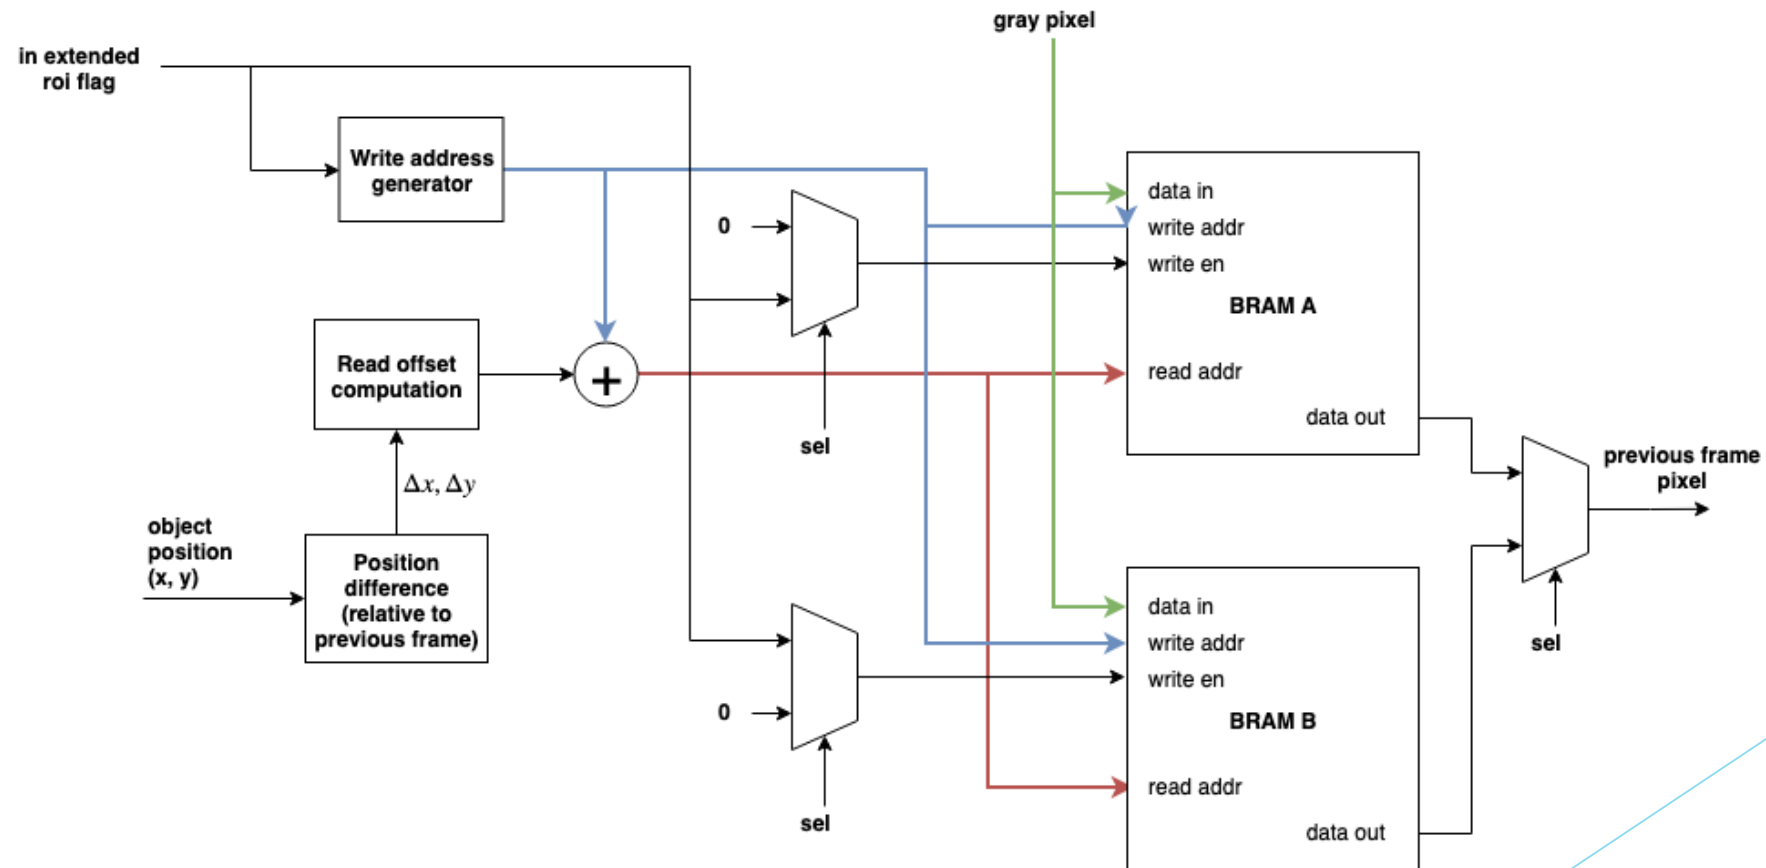 gray pixel
in extended
roi flag
Write address
generator
data in
0
write addr
write en
BRAM A
Read offset
computation
+
read addr
data out
sel
previous frame
pixel
Δx, Δy
object
position
(x, y)
Position
difference
(relative to
previous frame)
data in
write addr
sel
write en
0
BRAM B
read addr
sel
data out